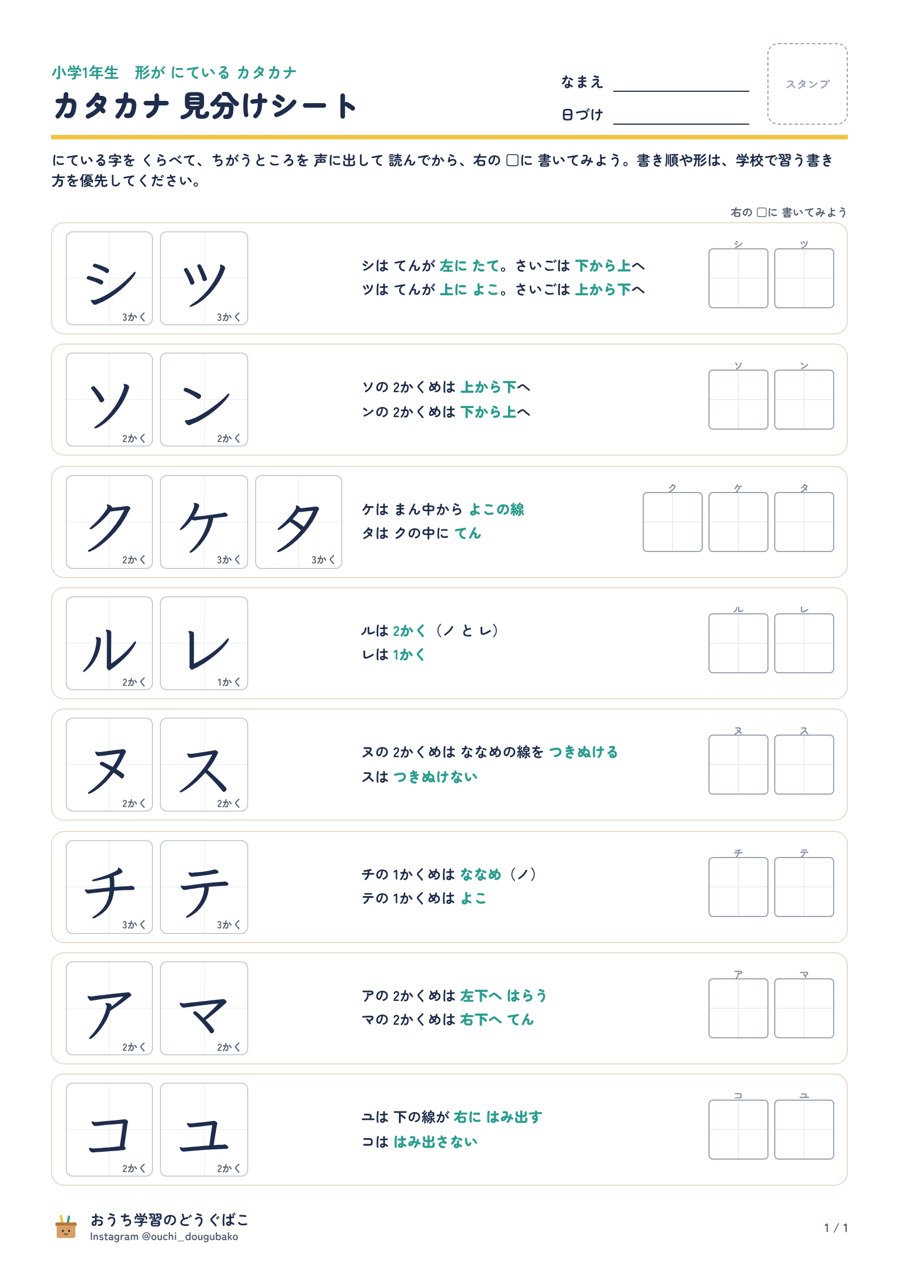 小学1年生　形が にている カタカナ
カタカナ 見分けシート
なまえ
日づけ
スタンプ
にている字を くらべて、ちがうところを 声に出して 読んでから、右の □に 書いてみよう。書き順や形は、学校で習う書き
方を優先してください。
右の □に 書いてみよう
シ 3かく ツ 3かく
シは てんが 左に たて。さいごは 下から上へ
ツは てんが 上に よこ。さいごは 上から下へ
シ ツ
ソ 2かく ン 2かく
ソの 2かくめは 上から下へ
ンの 2かくめは 下から上へ
ソ ン
ク 2かく ケ 3かく タ 3かく
ケは まん中から よこの線
タは クの中に てん
ク ケ タ
ル 2かく レ 1かく
ルは 2かく（ノ と レ）
レは 1かく
ル レ
ヌ 2かく ス 2かく
ヌの 2かくめは ななめの線を つきぬける
スは つきぬけない
ヌ ス
チ 3かく テ 3かく
チの 1かくめは ななめ（ノ）
テの 1かくめは よこ
チ テ
ア 2かく マ 2かく
アの 2かくめは 左下へ はらう
マの 2かくめは 右下へ てん
ア マ
コ 2かく ユ 2かく
ユは 下の線が 右に はみ出す
コは はみ出さない
コ ユ
おうち学習のどうぐばこ
Instagram @ouchi_dougubako
1 / 1